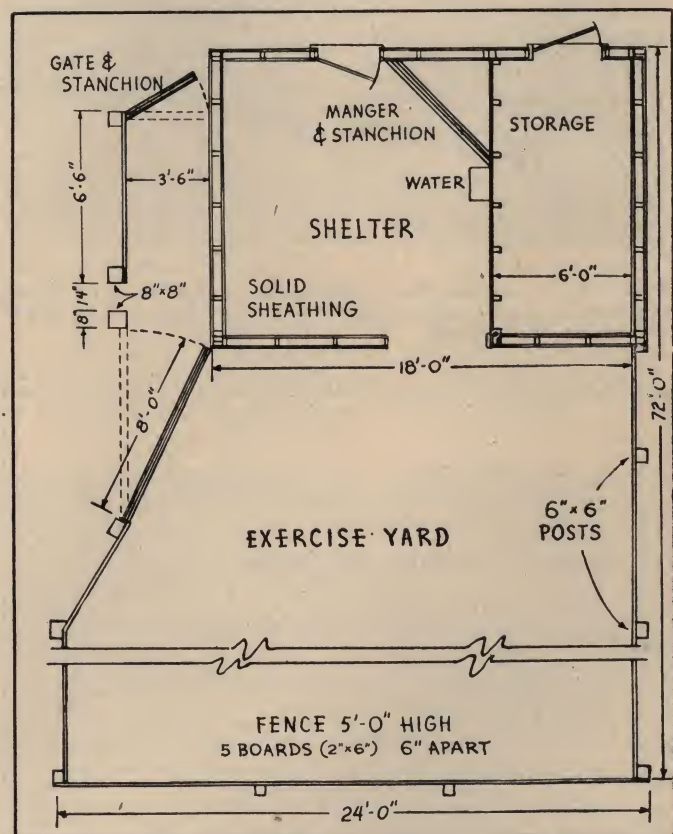 GATE &
STANCHION
MANGER
& STANCHION
STORAGE
6'-6"
3'-6"
WATER
SHELTER
8"×8"
8"
14"
SOLID
SHEATHING
6'-0"
18'-0"
8'-0"
72'-0"
6"×6"
POSTS
EXERCISE YARD
FENCE 5'-0" HIGH
5 BOARDS (2"×6") 6" APART
24'-0"